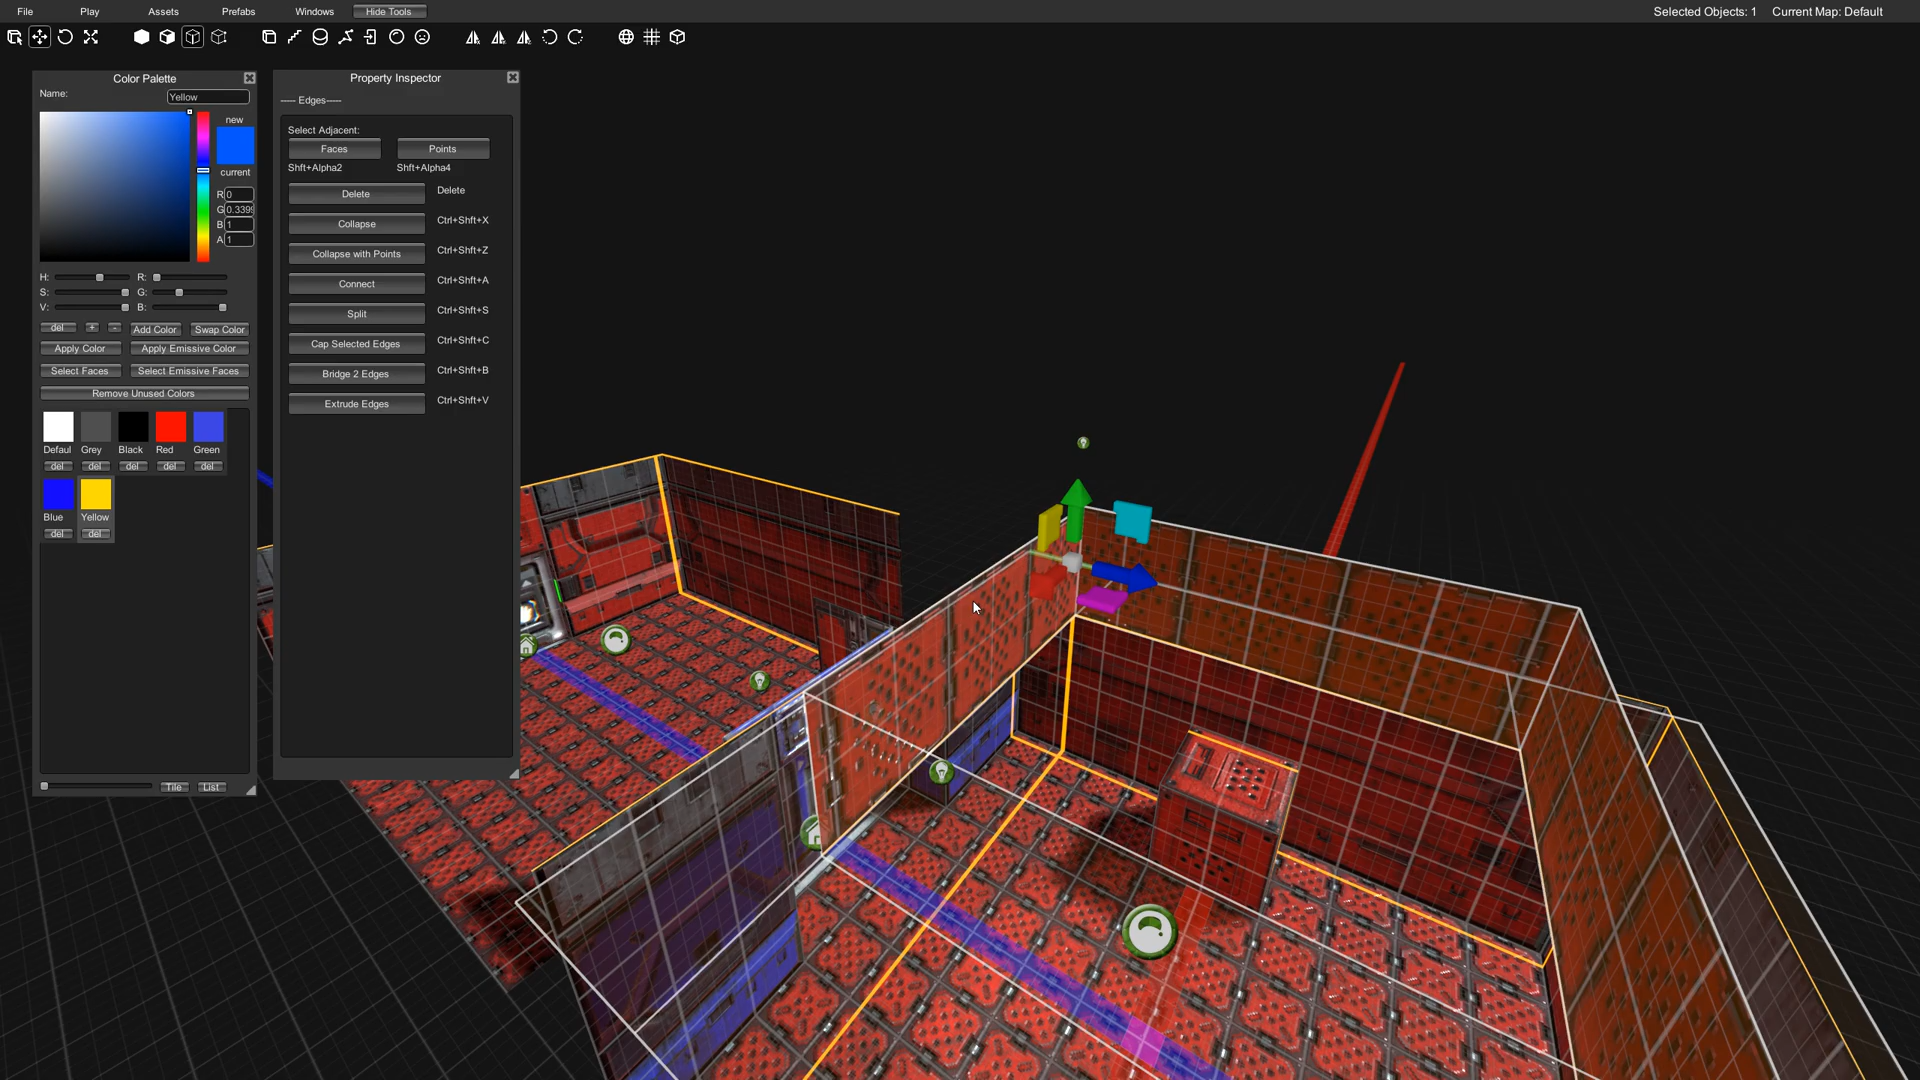 File Play Assets Prefabs Windows Hide Tools Selected Objects: 1 Current Map: Default
Color Palette
Name: Yellow
new
current
R 0
G 0.339
B 1
A 1
H: R:
S: G:
V: B:
del + - Add Color Swap Color
Apply Color Apply Emissive Color
Select Faces Select Emissive Faces
Remove Unused Colors
Defaul Grey Black Red Green
del del del del del
Blue Yellow
del del
Tile List
Property Inspector
---- Edges-----
Select Adjacent:
Faces Points
Shft+Alpha2 Shft+Alpha4
Delete Delete
Collapse Ctrl+Shft+X
Collapse with Points Ctrl+Shft+Z
Connect Ctrl+Shft+A
Split Ctrl+Shft+S
Cap Selected Edges Ctrl+Shft+C
Bridge 2 Edges Ctrl+Shft+B
Extrude Edges Ctrl+Shft+V